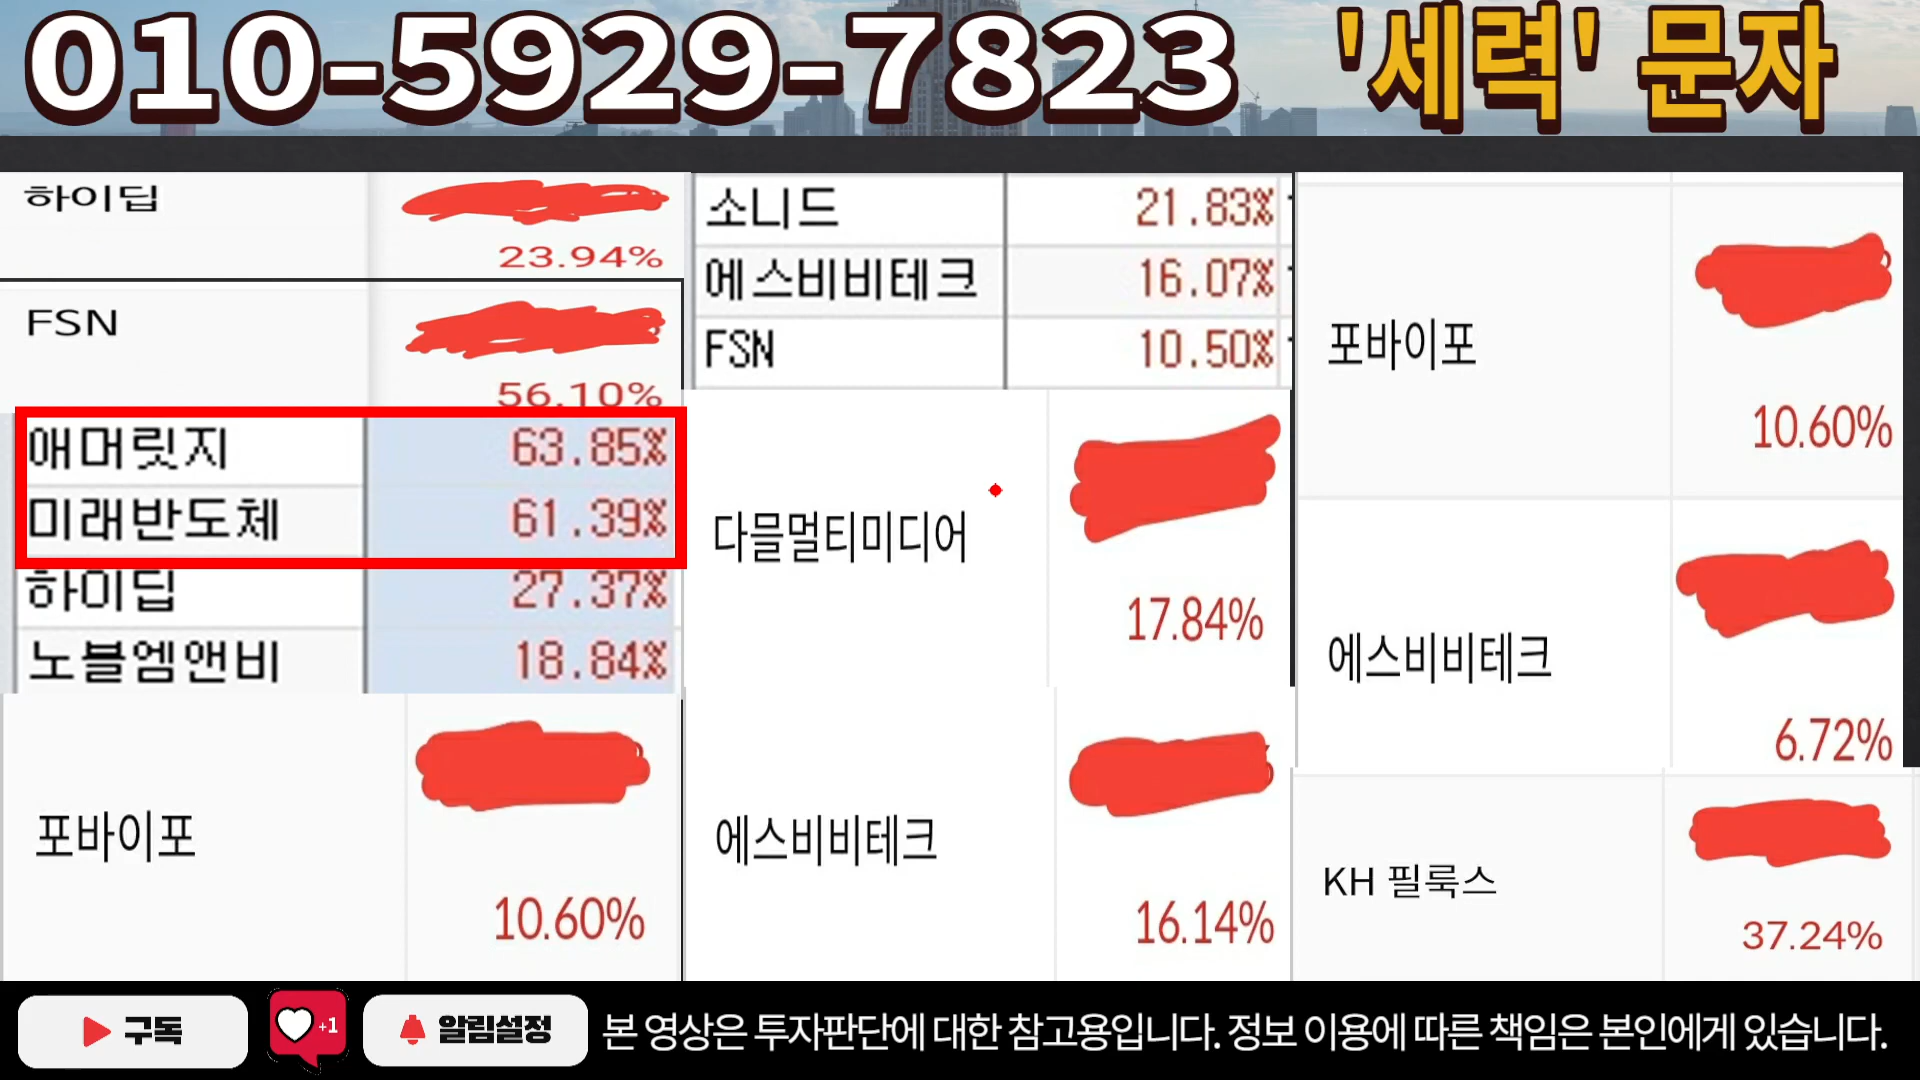 010-5929-7823 '세력' 문자
하이딥
23.94%
FSN
56.10%
애머릿지 63.85%
미래반도체 61.39%
하이딥 27.37%
노블엠앤비 18.84%
포바이포
10.60%
소니드 21.83%
에스비비테크 16.07%
FSN 10.50%
다믈멀티미디어
17.84%
에스비비테크
16.14%
포바이포
10.60%
에스비비테크
6.72%
KH 필룩스
37.24%
구독 +1 알림설정 본 영상은 투자판단에 대한 참고용입니다. 정보 이용에 따른 책임은 본인에게 있습니다.